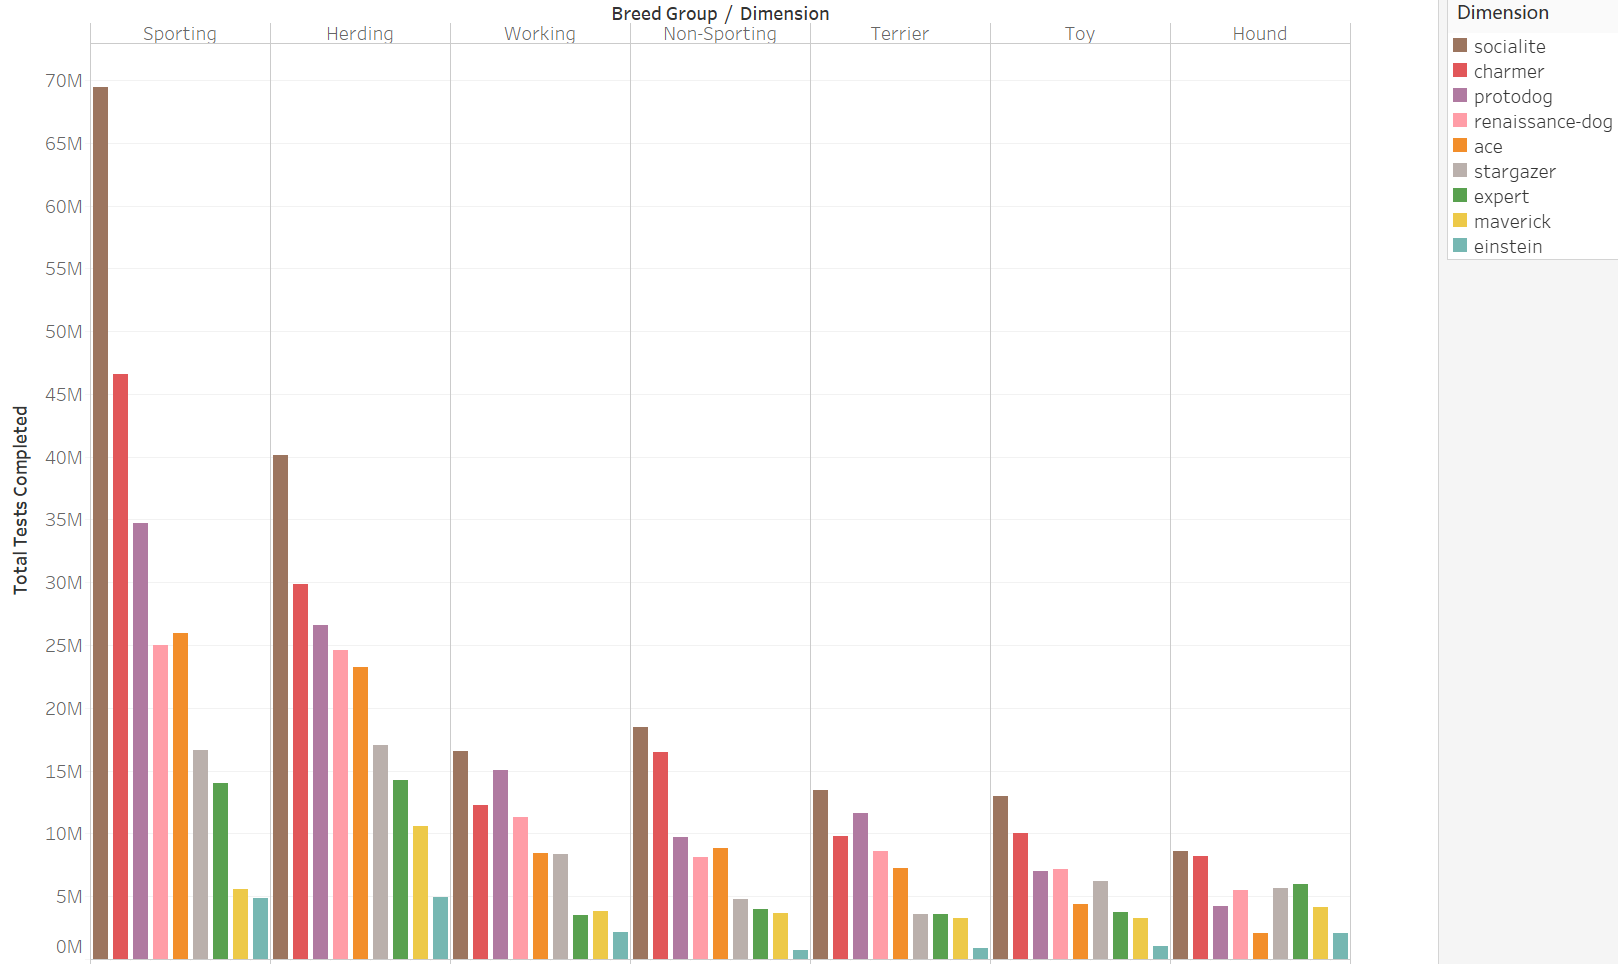 Breed Group / Dimension
Sporting Herding Working Non-Sporting Terrier Toy Hound
70M
65M
60M
55M
50M
45M
40M
35M
30M
25M
20M
15M
10M
5M
0M
Total Tests Completed
Dimension
socialite
charmer
protodog
renaissance-dog
ace
stargazer
expert
maverick
einstein